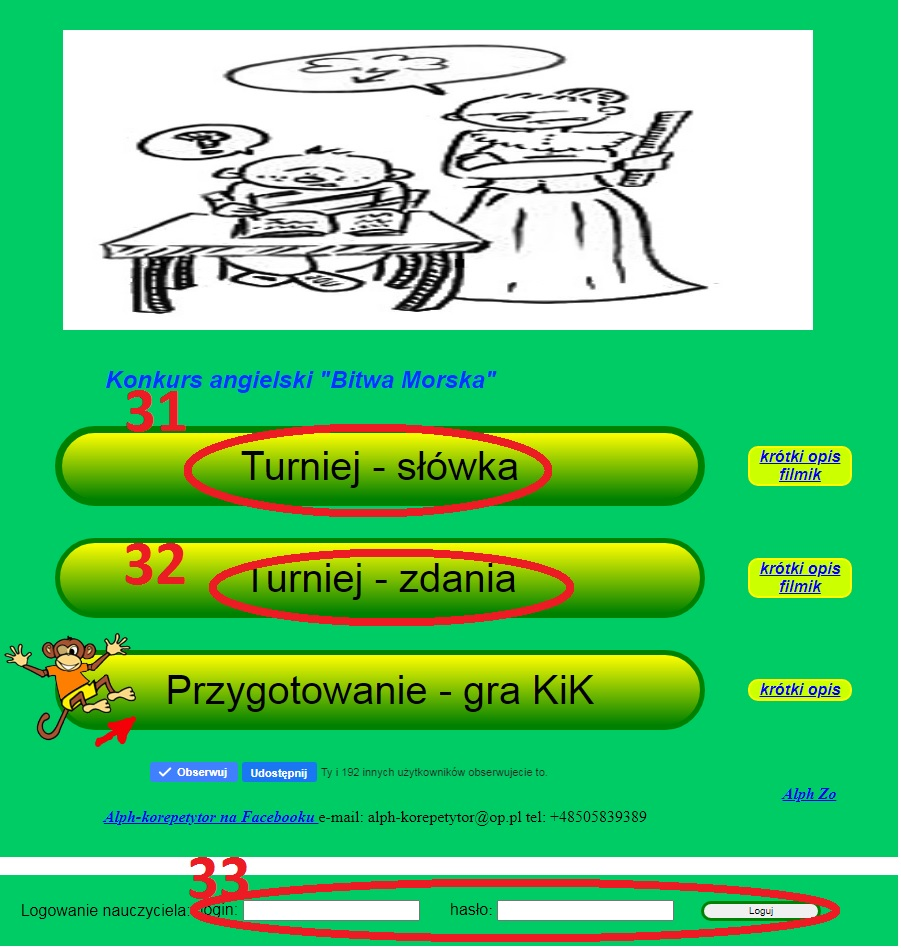 Konkurs angielski "Bitwa Morska"
31
Turniej - słówka
krótki opis
filmik
32
Turniej - zdania
krótki opis
filmik
Przygotowanie - gra KiK
krótki opis
Obserwuj Udostępnij Ty i 192 innych użytkowników obserwujecie to.
Alph Zo
Alph-korepetytor na Facebooku e-mail: alph-korepetytor@op.pl tel: +48505839389
33
Logowanie nauczyciela: login: hasło: Loguj